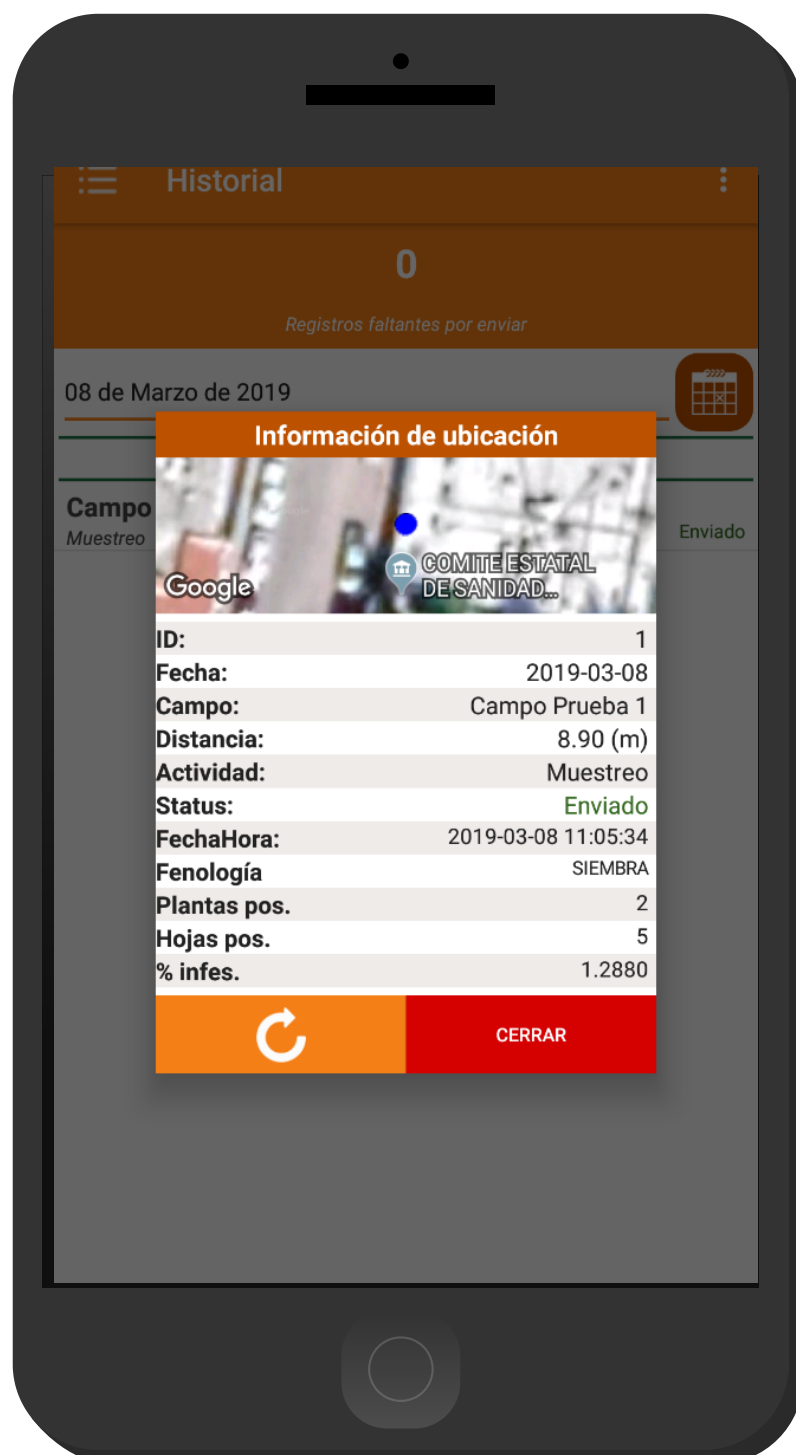 Historial
0
Registros faltantes por enviar
08 de Marzo de 2019
Información de ubicación
Campo
Muestreo
Enviado
Google
COMITE ESTATAL
DE SANIDAD...
ID: 1
Fecha: 2019-03-08
Campo: Campo Prueba 1
Distancia: 8.90 (m)
Actividad: Muestreo
Status: Enviado
FechaHora: 2019-03-08 11:05:34
Fenología SIEMBRA
Plantas pos. 2
Hojas pos. 5
% infes. 1.2880
CERRAR